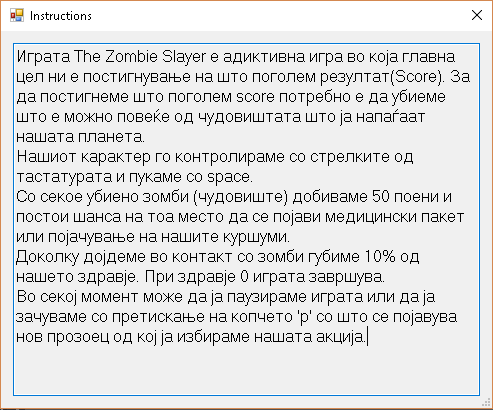 Instructions
Играта The Zombie Slayer е адиктивна игра во која главна
цел ни е постигнување на што поголем резултат(Score). За
да постигнеме што поголем score потребно е да убиеме
што е можно повеќе од чудовиштата што ја напаѓаат
нашата планета.
Нашиот карактер го контролираме со стрелките од
тастатурата и пукаме со space.
Со секое убиено зомби (чудовиште) добиваме 50 поени и
постои шанса на тоа место да се појави медицински пакет
или појачување на нашите куршуми.
Доколку дојдеме во контакт со зомби губиме 10% од
нашето здравје. При здравје 0 играта завршува.
Во секој момент може да ја паузираме играта или да ја
зачуваме со претискање на копчето 'p' со што се појавува
нов прозоец од кој ја избираме нашата акција.